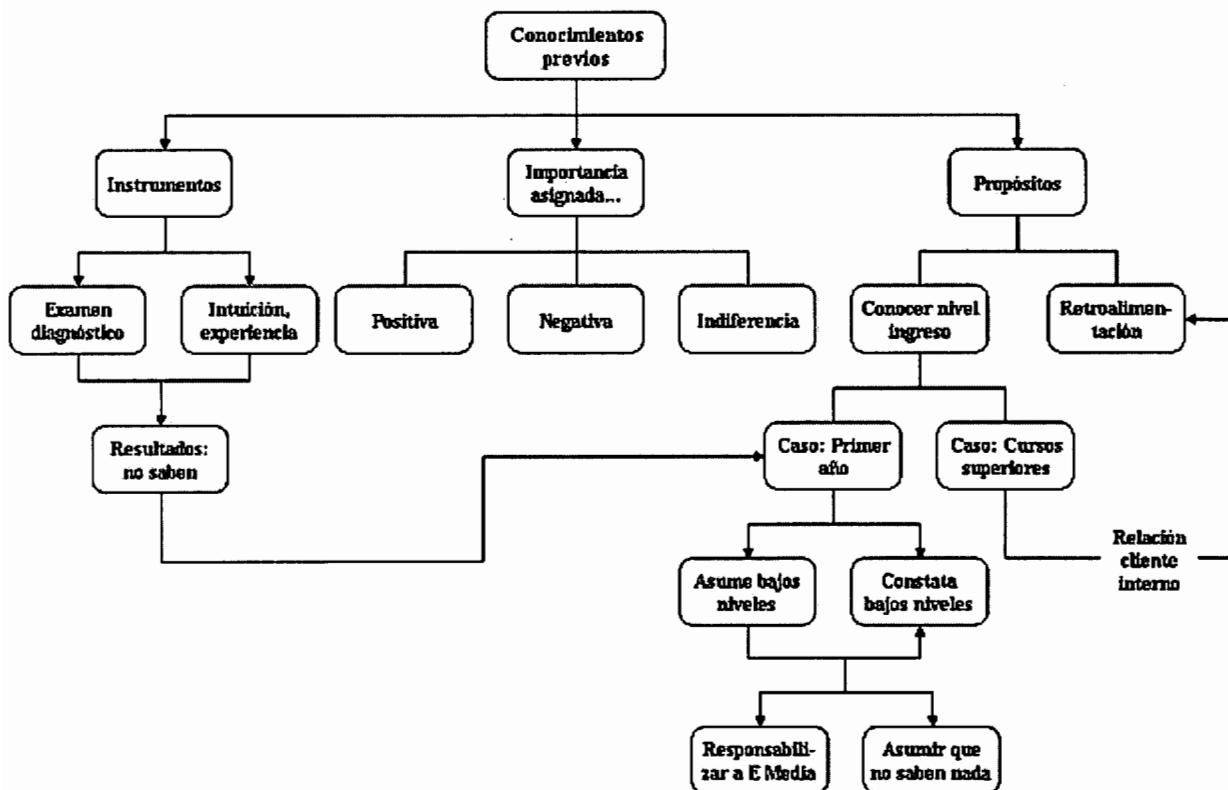 Conocimientos
previos
Instrumentos
Importancia
asignada...
Propósitos
Examen
diagnóstico
Intuición,
experiencia
Positiva
Negativa
Indiferencia
Conocer nivel
ingreso
Retroalimen-
tación
Resultados:
no saben
Caso: Primer
año
Caso: Cursos
superiores
Relación
cliente
interno
Asume bajos
niveles
Constata
bajos niveles
Responsabili-
zar a E Media
Asumir que
no saben nada